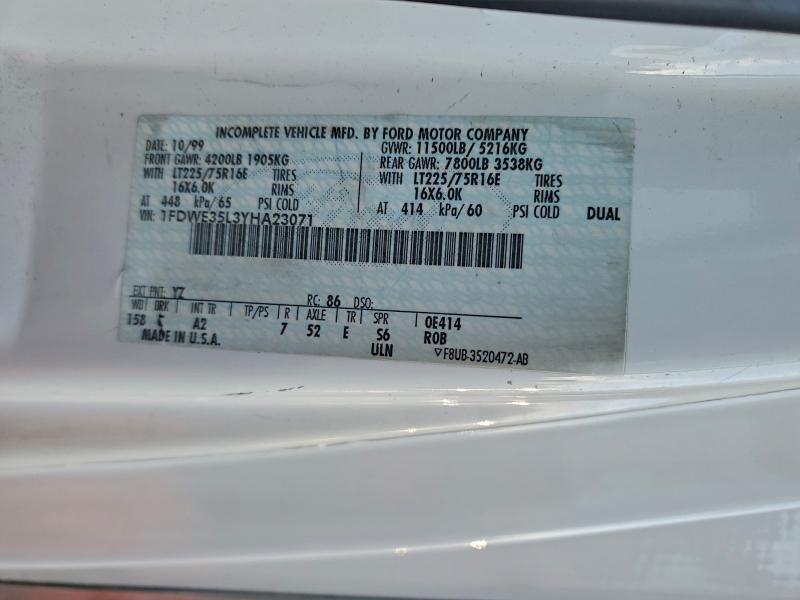 INCOMPLETE VEHICLE MFD. BY FORD MOTOR COMPANY
DATE: 10/99 GVWR: 11500LB/ 5216KG
FRONT GAWR: 4200LB 1905KG REAR GAWR: 7800LB 3538KG
WITH LT225/75R16E TIRES WITH LT225/75R16E TIRES
16X6.0K RIMS 16X6.0K RIMS
AT 448 kPa/65 PSI COLD AT 414 kPa/60 PSI COLD DUAL
VIN: 1FDWE35L3YHA23071
EXT PNT: YZ RC: 86 DSO:
WB BRK INT TR TP/PS R AXLE TR SPR 0E414
158 A2 7 52 E S6 ROB
MADE IN U.S.A. ULN ▽F8UB-3520472-AB